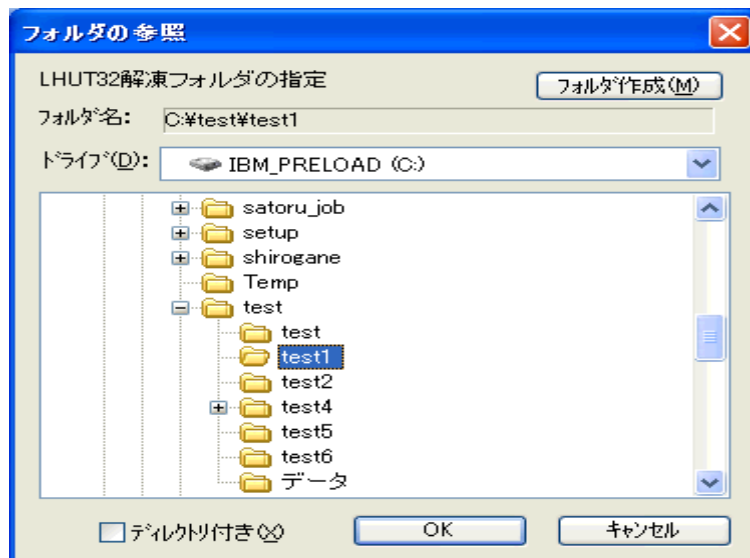 フォルダの参照
LHUT32解凍フォルダの指定
フォルダ作成(M)
フォルダ名: C:¥test¥test1
ドライブ(D): IBM_PRELOAD (C:)
satoru_job
setup
shirogane
Temp
test
test
test1
test2
test4
test5
test6
データ
ディレクトリ付き(X) OK キャンセル